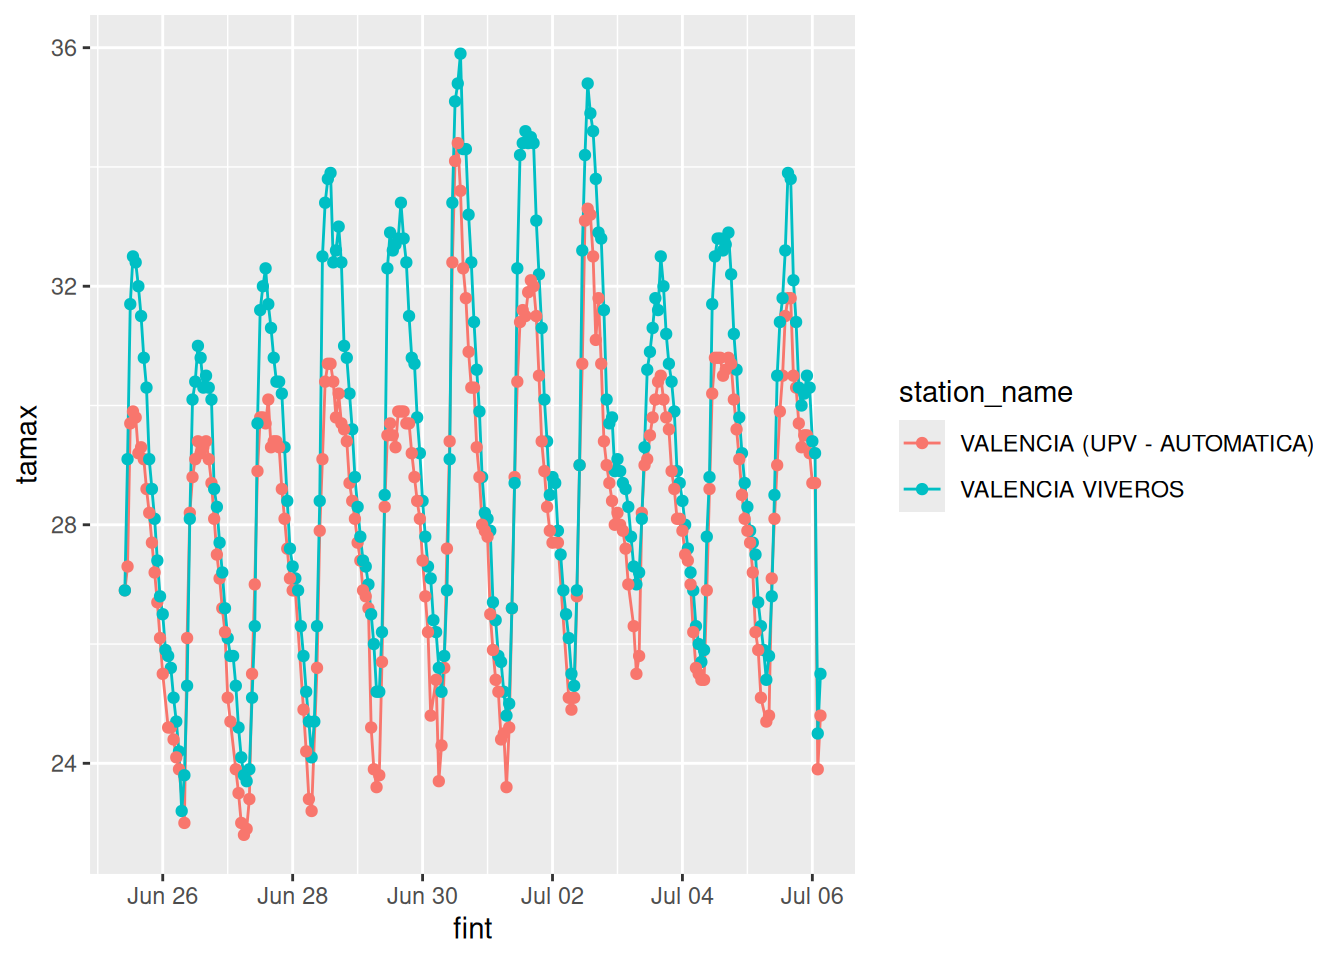 36
32
28
24
tamax
Jun 26
Jun 28
Jun 30
Jul 02
Jul 04
Jul 06
fint
station_name
VALENCIA (UPV - AUTOMATICA)
VALENCIA VIVEROS